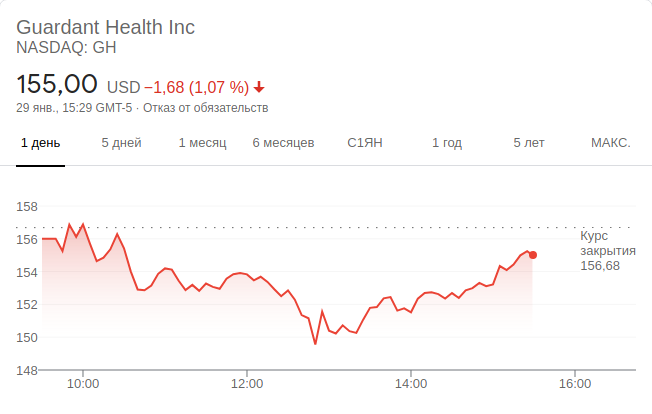 Guardant Health Inc
NASDAQ: GH
155,00 USD −1,68 (1,07 %)
29 янв., 15:29 GMT-5 · Отказ от обязательств
1 день 5 дней 1 месяц 6 месяцев С1ЯН 1 год 5 лет МАКС.
158
156
154
152
150
148
Курс
закрытия
156,68
10:00 12:00 14:00 16:00